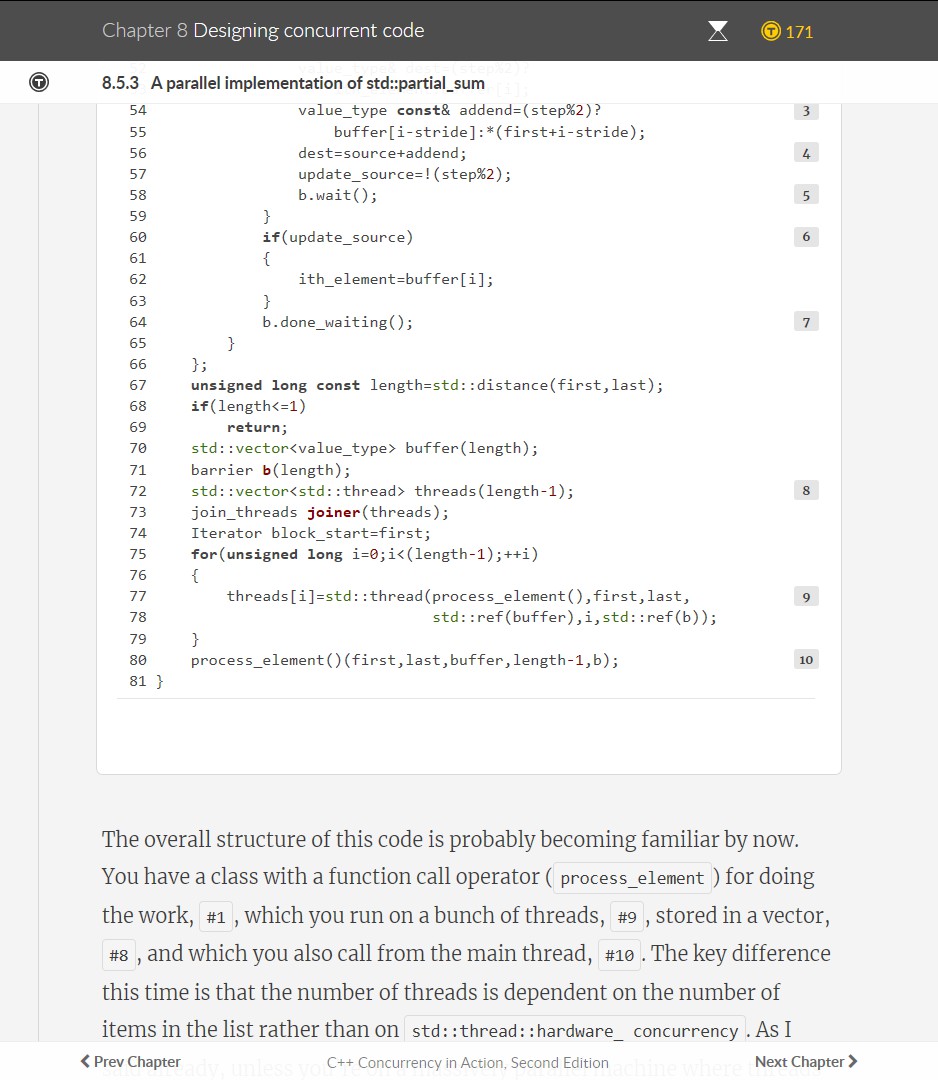 Chapter 8 Designing concurrent code
171
8.5.3 A parallel implementation of std::partial_sum
54 value_type const& addend=(step%2)? 3
55 buffer[i-stride]:*(first+i-stride);
56 dest=source+addend; 4
57 update_source=!(step%2);
58 b.wait(); 5
59 }
60 if(update_source) 6
61 {
62 ith_element=buffer[i];
63 }
64 b.done_waiting(); 7
65 }
66 };
67 unsigned long const length=std::distance(first,last);
68 if(length<=1)
69 return;
70 std::vector<value_type> buffer(length);
71 barrier b(length);
72 std::vector<std::thread> threads(length-1); 8
73 join_threads joiner(threads);
74 Iterator block_start=first;
75 for(unsigned long i=0;i<(length-1);++i)
76 {
77 threads[i]=std::thread(process_element(),first,last, 9
78 std::ref(buffer),i,std::ref(b));
79 }
80 process_element()(first,last,buffer,length-1,b); 10
81 }
The overall structure of this code is probably becoming familiar by now.
You have a class with a function call operator ( process_element ) for doing
the work, #1 , which you run on a bunch of threads, #9 , stored in a vector,
#8 , and which you also call from the main thread, #10 . The key difference
this time is that the number of threads is dependent on the number of
items in the list rather than on std::thread::hardware_ concurrency . As I
Prev Chapter C++ Concurrency in Action, Second Edition Next Chapter